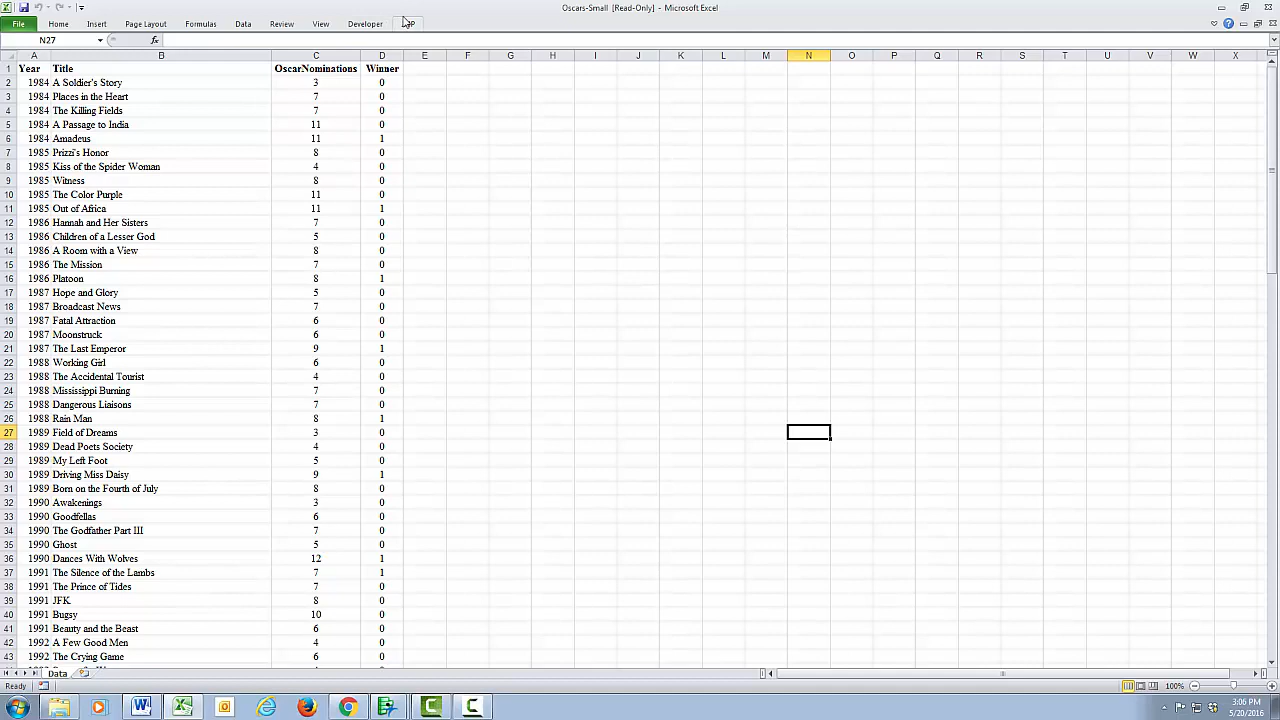 Oscars-Small [Read-Only] - Microsoft Excel
File Home Insert Page Layout Formulas Data Review View Developer
N27 fx
A B C D E F G H I J K L M N O P Q R S T U V W X
1 Year Title OscarNominations Winner
2 1984 A Soldier's Story 3 0
3 1984 Places in the Heart 7 0
4 1984 The Killing Fields 7 0
5 1984 A Passage to India 11 0
6 1984 Amadeus 11 1
7 1985 Prizzi's Honor 8 0
8 1985 Kiss of the Spider Woman 4 0
9 1985 Witness 8 0
10 1985 The Color Purple 11 0
11 1985 Out of Africa 11 1
12 1986 Hannah and Her Sisters 7 0
13 1986 Children of a Lesser God 5 0
14 1986 A Room with a View 8 0
15 1986 The Mission 7 0
16 1986 Platoon 8 1
17 1987 Hope and Glory 5 0
18 1987 Broadcast News 7 0
19 1987 Fatal Attraction 6 0
20 1987 Moonstruck 6 0
21 1987 The Last Emperor 9 1
22 1988 Working Girl 6 0
23 1988 The Accidental Tourist 4 0
24 1988 Mississippi Burning 7 0
25 1988 Dangerous Liaisons 7 0
26 1988 Rain Man 8 1
27 1989 Field of Dreams 3 0
28 1989 Dead Poets Society 4 0
29 1989 My Left Foot 5 0
30 1989 Driving Miss Daisy 9 1
31 1989 Born on the Fourth of July 8 0
32 1990 Awakenings 3 0
33 1990 Goodfellas 6 0
34 1990 The Godfather Part III 7 0
35 1990 Ghost 5 0
36 1990 Dances With Wolves 12 1
37 1991 The Silence of the Lambs 7 1
38 1991 The Prince of Tides 7 0
39 1991 JFK 8 0
40 1991 Bugsy 10 0
41 1991 Beauty and the Beast 6 0
42 1992 A Few Good Men 4 0
43 1992 The Crying Game 6 0
Data
Ready 100%
3:06 PM
5/20/2016